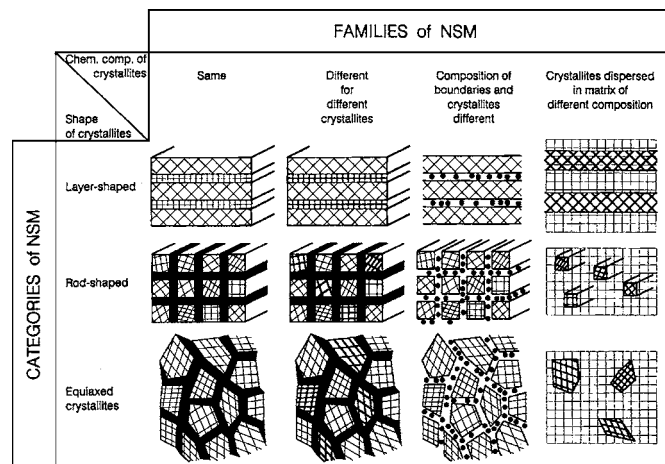 FAMILIES of NSM
Chem. comp. of
crystallites
Shape
of crystallites
Same
Different
for
different
crystallites
Composition of
boundaries and
crystallites
different
Crystallites dispersed
in matrix of
different composition
CATEGORIES of NSM
Layer-shaped
Rod-shaped
Equiaxed
crystallites